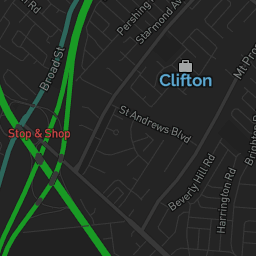 Pershing
Starmond Av
Broad St
Clifton
Mt Pro
St Andrews Blvd
Stop & Shop
Beverly Hill Rd
Harrington Rd
Brighton
Rd